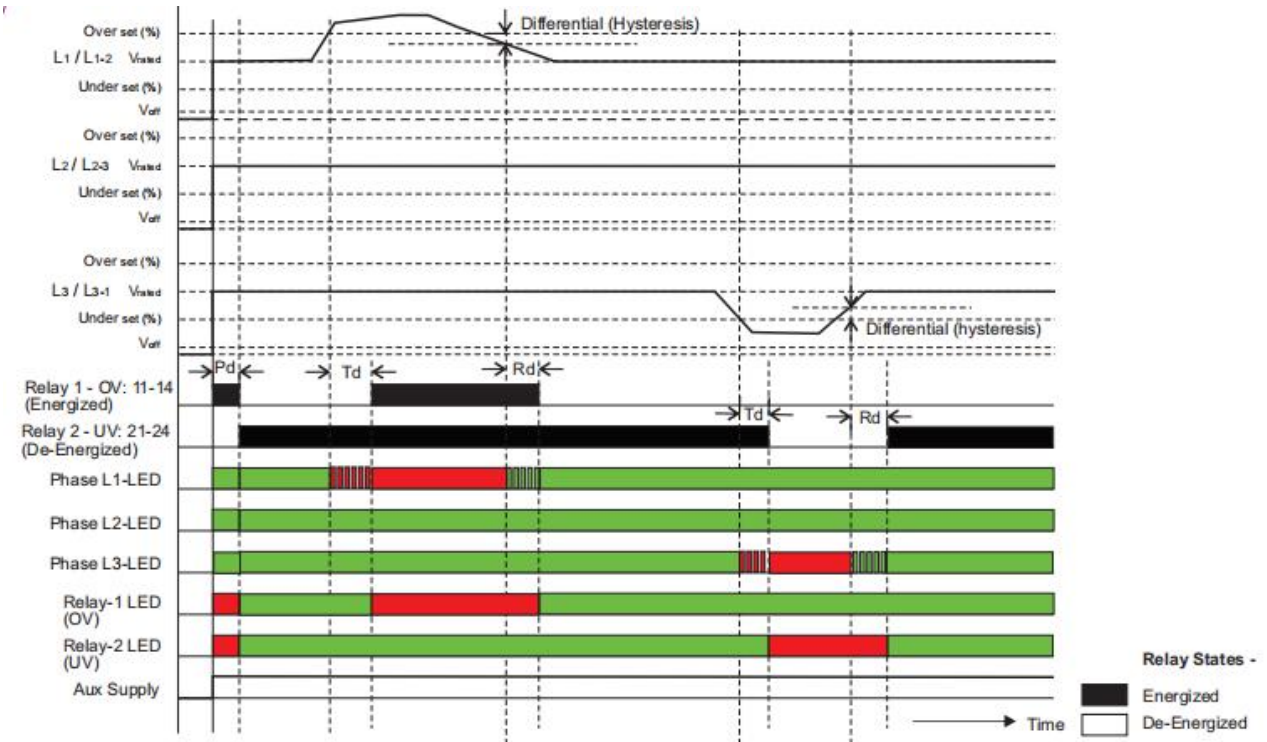 Differential (Hysteresis)
Over set (%)
L1 / L1-2 Vrated
Under set (%)
Voff
Over set (%)
L2 / L2-3 Vrated
Under set (%)
Voff
Over set (%)
L3 / L3-1 Vrated
Under set (%)
Differential (hysteresis)
Voff
Pd
Td
Rd
Relay 1 - OV: 11-14
(Energized)
Td
Rd
Relay 2 - UV: 21-24
(De-Energized)
Phase L1-LED
Phase L2-LED
Phase L3-LED
Relay-1 LED
(OV)
Relay-2 LED
(UV)
Aux Supply
Time
Relay States -
Energized
De-Energized